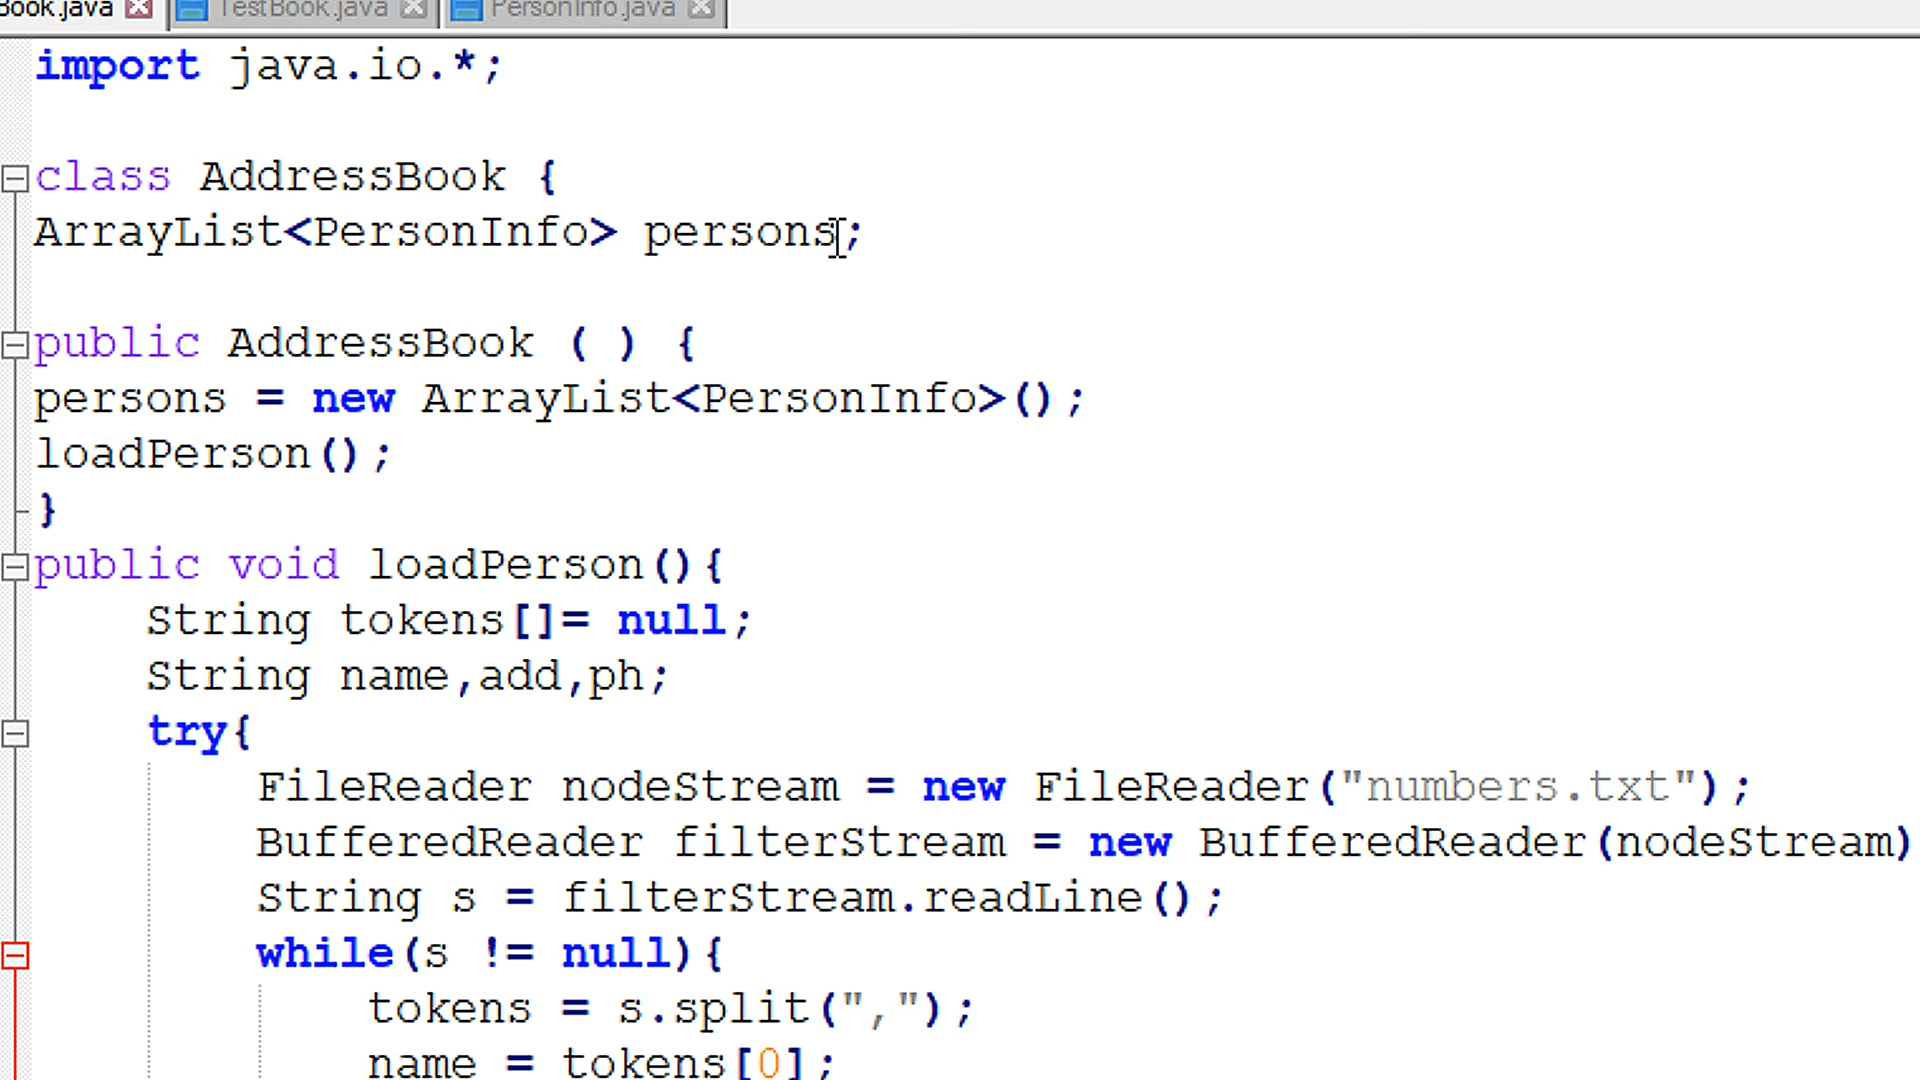 Book.java TestBook.java PersonInfo.java
import java.io.*;
class AddressBook {
ArrayList<PersonInfo> persons;
public AddressBook ( ) {
persons = new ArrayList<PersonInfo>();
loadPerson();
}
public void loadPerson(){
String tokens[]= null;
String name,add,ph;
try{
FileReader nodeStream = new FileReader("numbers.txt");
BufferedReader filterStream = new BufferedReader(nodeStream)
String s = filterStream.readLine();
while(s != null){
tokens = s.split(",");
name = tokens[0];